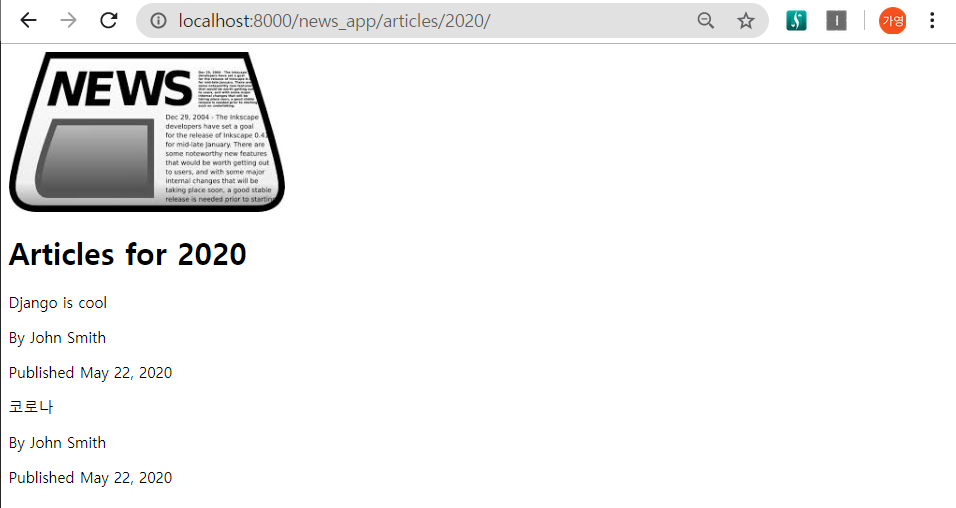 localhost:8000/news_app/articles/2020/
가영
NEWS
Dec 29, 2004 - The Inkscape
developers have set a goal
for the release of Inkscape 0.4
for mid-late January. There are
some noteworthy new features
that would be worth getting out
to users, and with some major
internal changes that will be
taking place soon, a good stable
release is needed prior to starting
Articles for 2020
Django is cool
By John Smith
Published May 22, 2020
코로나
By John Smith
Published May 22, 2020